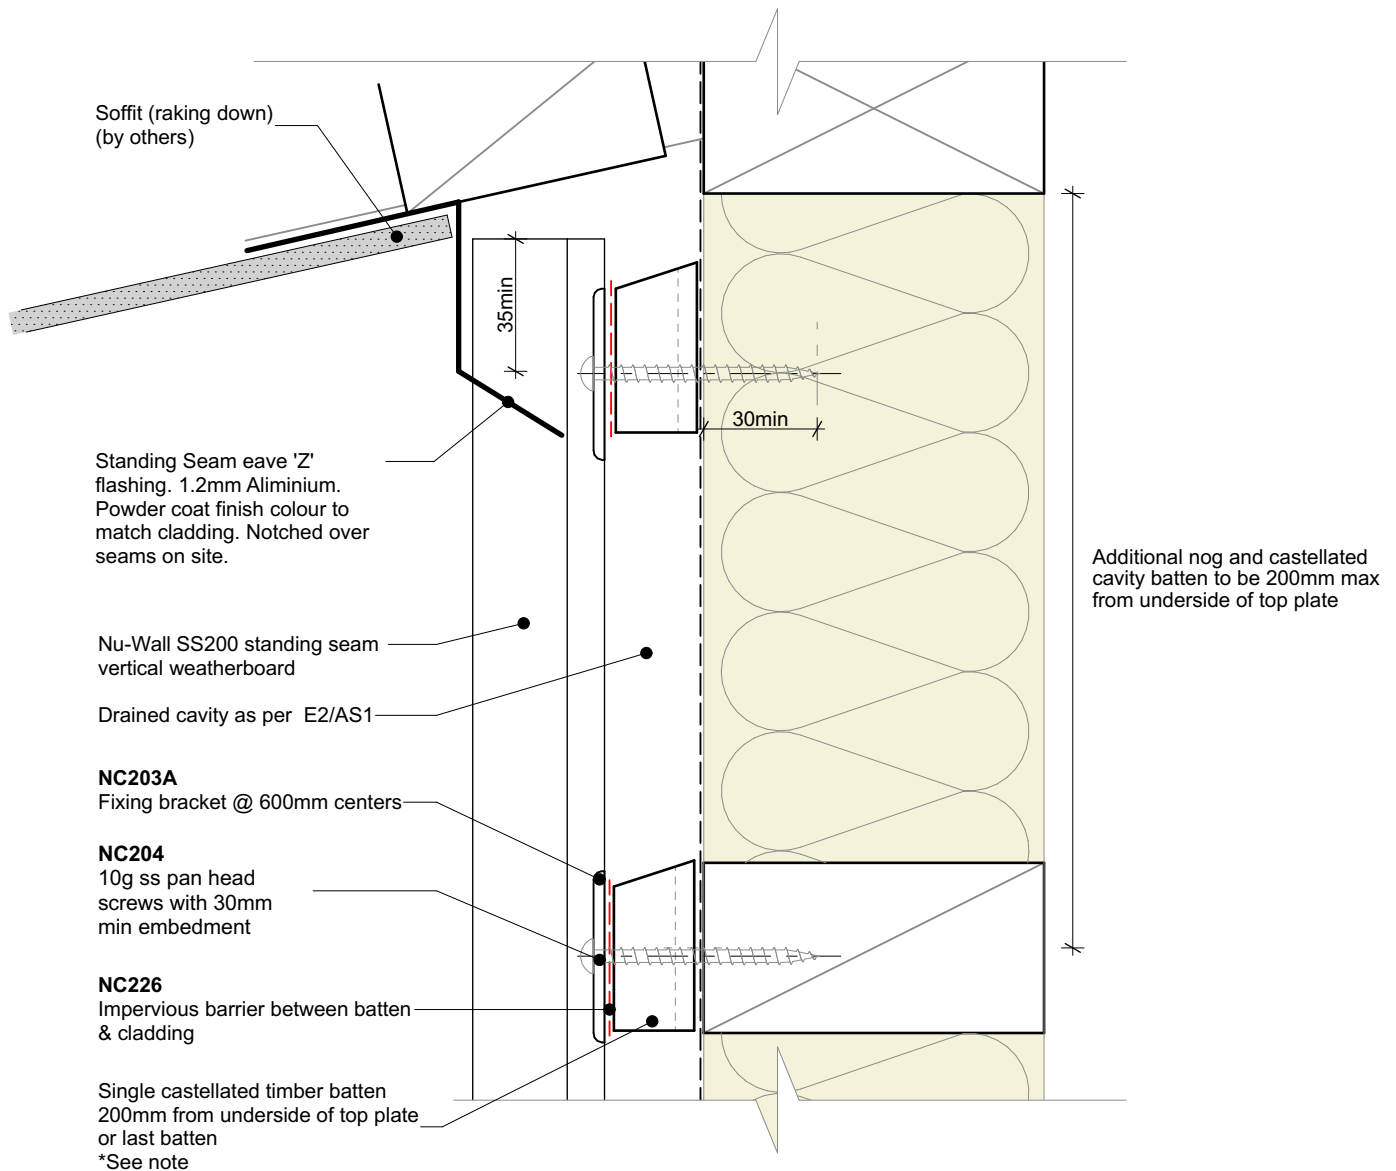 Soffit (raking down)
(by others)
35min
30min
Standing Seam eave 'Z'
flashing. 1.2mm Aliminium.
Powder coat finish colour to
match cladding. Notched over
seams on site.
Additional nog and castellated
cavity batten to be 200mm max
from underside of top plate
Nu-Wall SS200 standing seam
vertical weatherboard
Drained cavity as per E2/AS1
NC203A
Fixing bracket @ 600mm centers
NC204
10g ss pan head
screws with 30mm
min embedment
NC226
Impervious barrier between batten
& cladding
Single castellated timber batten
200mm from underside of top plate
or last batten
*See note